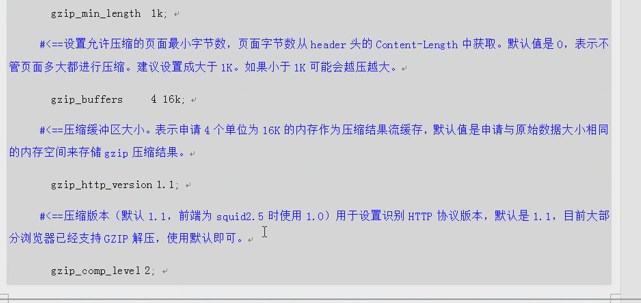 gzip_min_length  1k;
#<==设置允许压缩的页面最小字节数，页面字节数从 header 头的 Content-Length 中获取。默认值是 0，表示不
管页面多大都进行压缩。建议设置成大于 1K。如果小于 1K 可能会越压越大。
gzip_buffers     4 16k;
#<==压缩缓冲区大小。表示申请 4 个单位为 16K 的内存作为压缩结果流缓存，默认值是申请与原始数据大小相同
的内存空间来存储 gzip 压缩结果。
gzip_http_version 1.1;
#<==压缩版本（默认 1.1，前端为 squid2.5 时使用 1.0）用于设置识别 HTTP 协议版本，默认是 1.1，目前大部
分浏览器已经支持 GZIP 解压，使用默认即可。
gzip_comp_level 2;